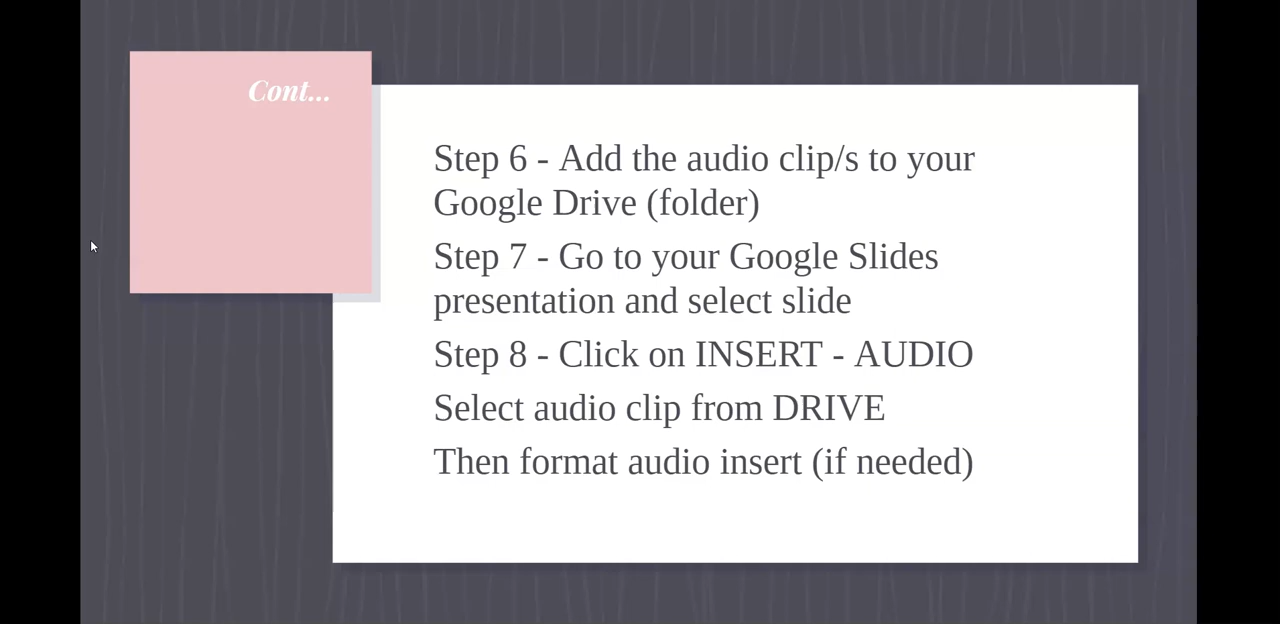 Cont...
Step 6 - Add the audio clip/s to your
Google Drive (folder)
Step 7 - Go to your Google Slides
presentation and select slide
Step 8 - Click on INSERT - AUDIO
Select audio clip from DRIVE
Then format audio insert (if needed)